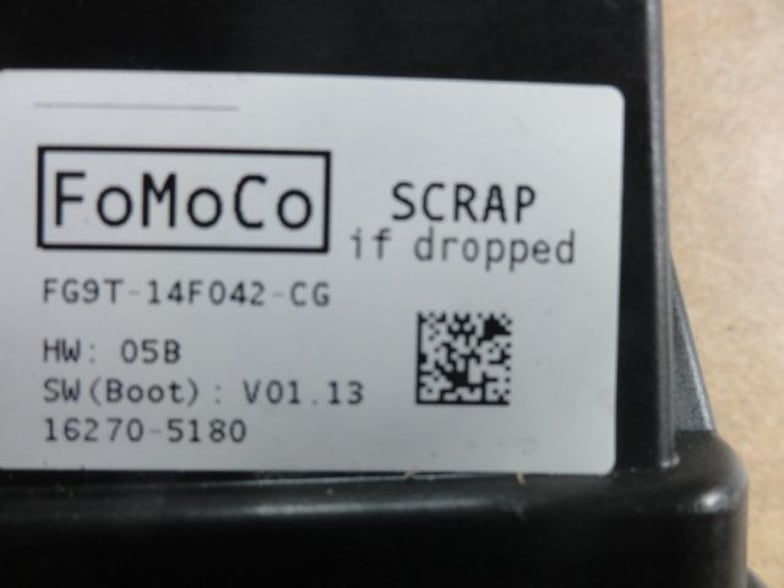 FoMoCo
SCRAP
if dropped
FG9T-14F042-CG
HW: 05B
SW(Boot): V01.13
16270-5180